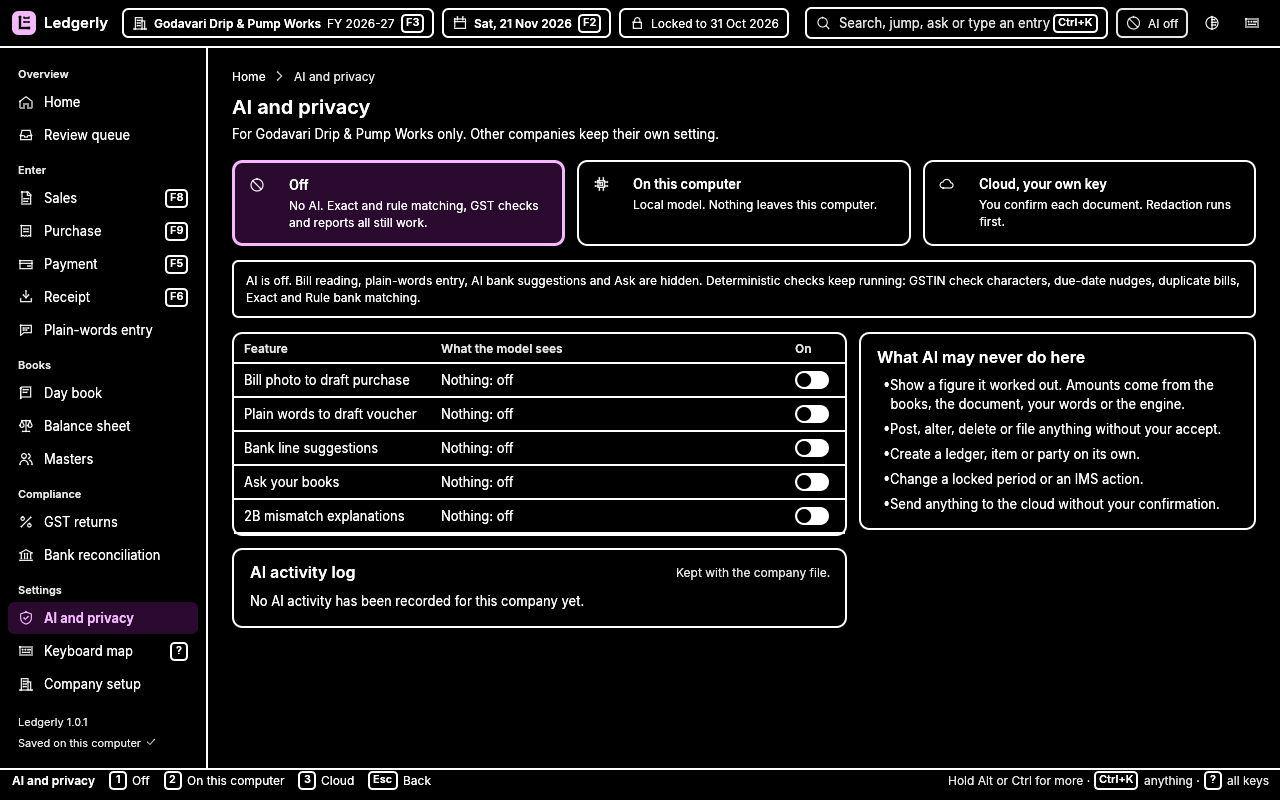 Ledgerly
Godavari Drip & Pump Works FY 2026-27 F3
Sat, 21 Nov 2026 F2
Locked to 31 Oct 2026
Search, jump, ask or type an entry Ctrl+K
AI off
Overview
Home
Review queue
Enter
Sales F8
Purchase F9
Payment F5
Receipt F6
Plain-words entry
Books
Day book
Balance sheet
Masters
Compliance
GST returns
Bank reconciliation
Settings
AI and privacy
Keyboard map ?
Company setup
Ledgerly 1.0.1
Saved on this computer
Home > AI and privacy
AI and privacy
For Godavari Drip & Pump Works only. Other companies keep their own setting.
Off
No AI. Exact and rule matching, GST checks
and reports all still work.
On this computer
Local model. Nothing leaves this computer.
Cloud, your own key
You confirm each document. Redaction runs
first.
AI is off. Bill reading, plain-words entry, AI bank suggestions and Ask are hidden. Deterministic checks keep running: GSTIN check characters, due-date nudges, duplicate bills,
Exact and Rule bank matching.
Feature What the model sees On
Bill photo to draft purchase Nothing: off
Plain words to draft voucher Nothing: off
Bank line suggestions Nothing: off
Ask your books Nothing: off
2B mismatch explanations Nothing: off
What AI may never do here
•Show a figure it worked out. Amounts come from the
books, the document, your words or the engine.
•Post, alter, delete or file anything without your accept.
•Create a ledger, item or party on its own.
•Change a locked period or an IMS action.
•Send anything to the cloud without your confirmation.
AI activity log Kept with the company file.
No AI activity has been recorded for this company yet.
AI and privacy 1 Off 2 On this computer 3 Cloud Esc Back
Hold Alt or Ctrl for more · Ctrl+K anything · ? all keys